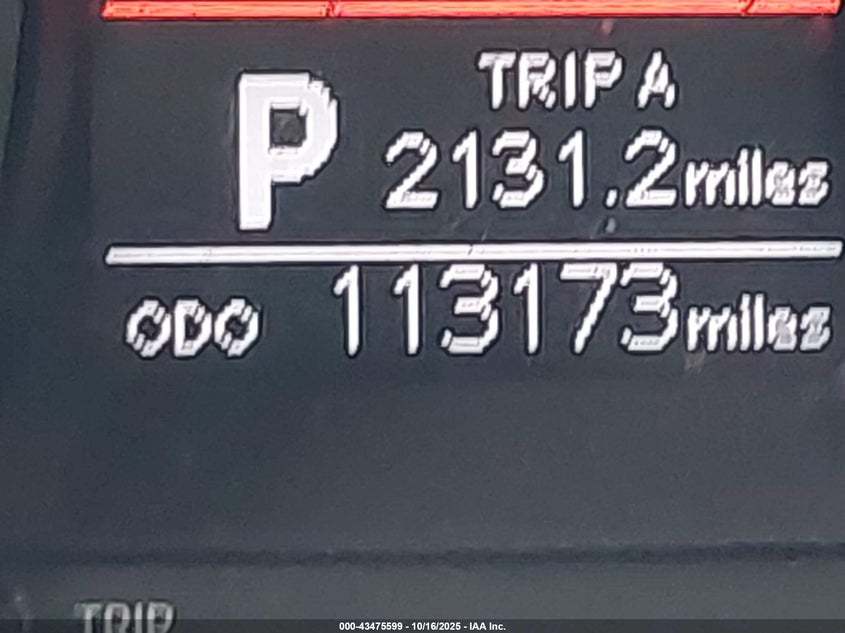 P
TRIP A
2131.2 miles
ODO 113173 miles
TRIP
000-43475599 - 10/16/2025 - IAA Inc.